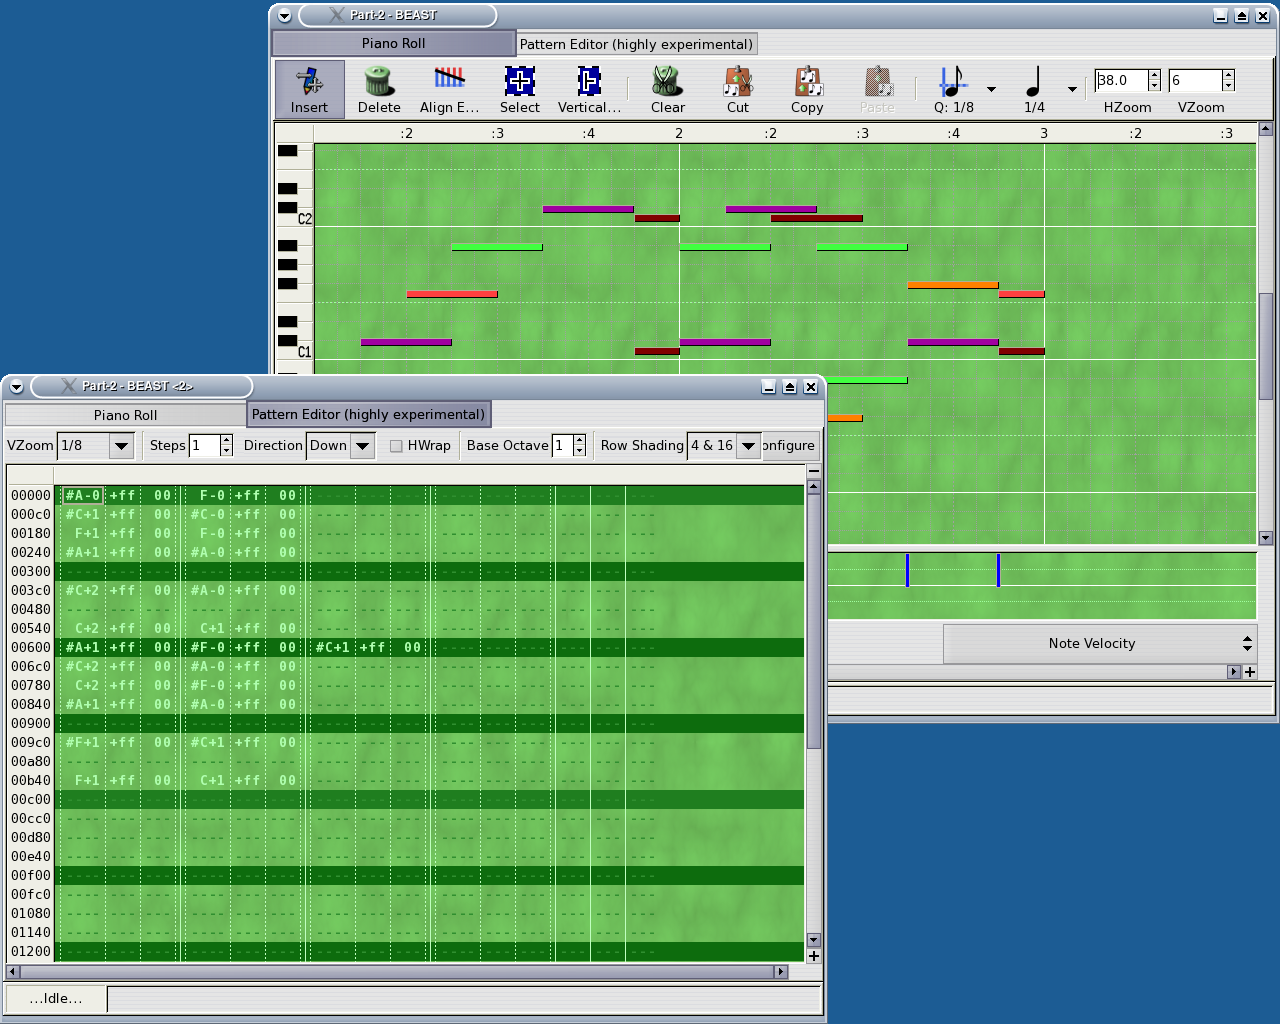 Part-2 - BEAST
Piano Roll Pattern Editor (highly experimental)
38.0 6
Insert Delete Align E... Select Vertical... Clear Cut Copy Paste Q: 1/8 1/4 HZoom VZoom
:2 :3 :4 2 :2 :3 :4 3 :2 :3
C2
C1
Note Velocity
Part-2 - BEAST <2>
Piano Roll Pattern Editor (highly experimental)
VZoom 1/8 Steps 1 Direction Down HWrap Base Octave 1 Row Shading 4 & 16 onfigure
00000 #A-0 +ff 00 F-0 +ff 00 ---- --- --- ---- --- --- ---- --- ---
000c0 #C+1 +ff 00 #C-0 +ff 00 ---- --- --- ---- --- --- ---- --- ---
00180 F+1 +ff 00 F-0 +ff 00 ---- --- --- ---- --- --- ---- --- ---
00240 #A+1 +ff 00 #A-0 +ff 00 ---- --- --- ---- --- --- ---- --- ---
00300 ---- --- --- ---- --- --- ---- --- --- ---- --- --- ---- --- ---
003c0 #C+2 +ff 00 #A-0 +ff 00 ---- --- --- ---- --- --- ---- --- ---
00480 ---- --- --- ---- --- --- ---- --- --- ---- --- --- ---- --- ---
00540 C+2 +ff 00 C+1 +ff 00 ---- --- --- ---- --- --- ---- --- ---
00600 #A+1 +ff 00 #F-0 +ff 00 #C+1 +ff 00 ---- --- --- ---- --- ---
006c0 #C+2 +ff 00 #A-0 +ff 00 ---- --- --- ---- --- --- ---- --- ---
00780 C+2 +ff 00 #F-0 +ff 00 ---- --- --- ---- --- --- ---- --- ---
00840 #A+1 +ff 00 #A-0 +ff 00 ---- --- --- ---- --- --- ---- --- ---
00900 ---- --- --- ---- --- --- ---- --- --- ---- --- --- ---- --- ---
009c0 #F+1 +ff 00 #C+1 +ff 00 ---- --- --- ---- --- --- ---- --- ---
00a80 ---- --- --- ---- --- --- ---- --- --- ---- --- --- ---- --- ---
00b40 F+1 +ff 00 C+1 +ff 00 ---- --- --- ---- --- --- ---- --- ---
00c00 ---- --- --- ---- --- --- ---- --- --- ---- --- --- ---- --- ---
00cc0 ---- --- --- ---- --- --- ---- --- --- ---- --- --- ---- --- ---
00d80 ---- --- --- ---- --- --- ---- --- --- ---- --- --- ---- --- ---
00e40 ---- --- --- ---- --- --- ---- --- --- ---- --- --- ---- --- ---
00f00 ---- --- --- ---- --- --- ---- --- --- ---- --- --- ---- --- ---
00fc0 ---- --- --- ---- --- --- ---- --- --- ---- --- --- ---- --- ---
01080 ---- --- --- ---- --- --- ---- --- --- ---- --- --- ---- --- ---
01140 ---- --- --- ---- --- --- ---- --- --- ---- --- --- ---- --- ---
01200 ---- --- --- ---- --- --- ---- --- --- ---- --- --- ---- --- ---
...Idle...